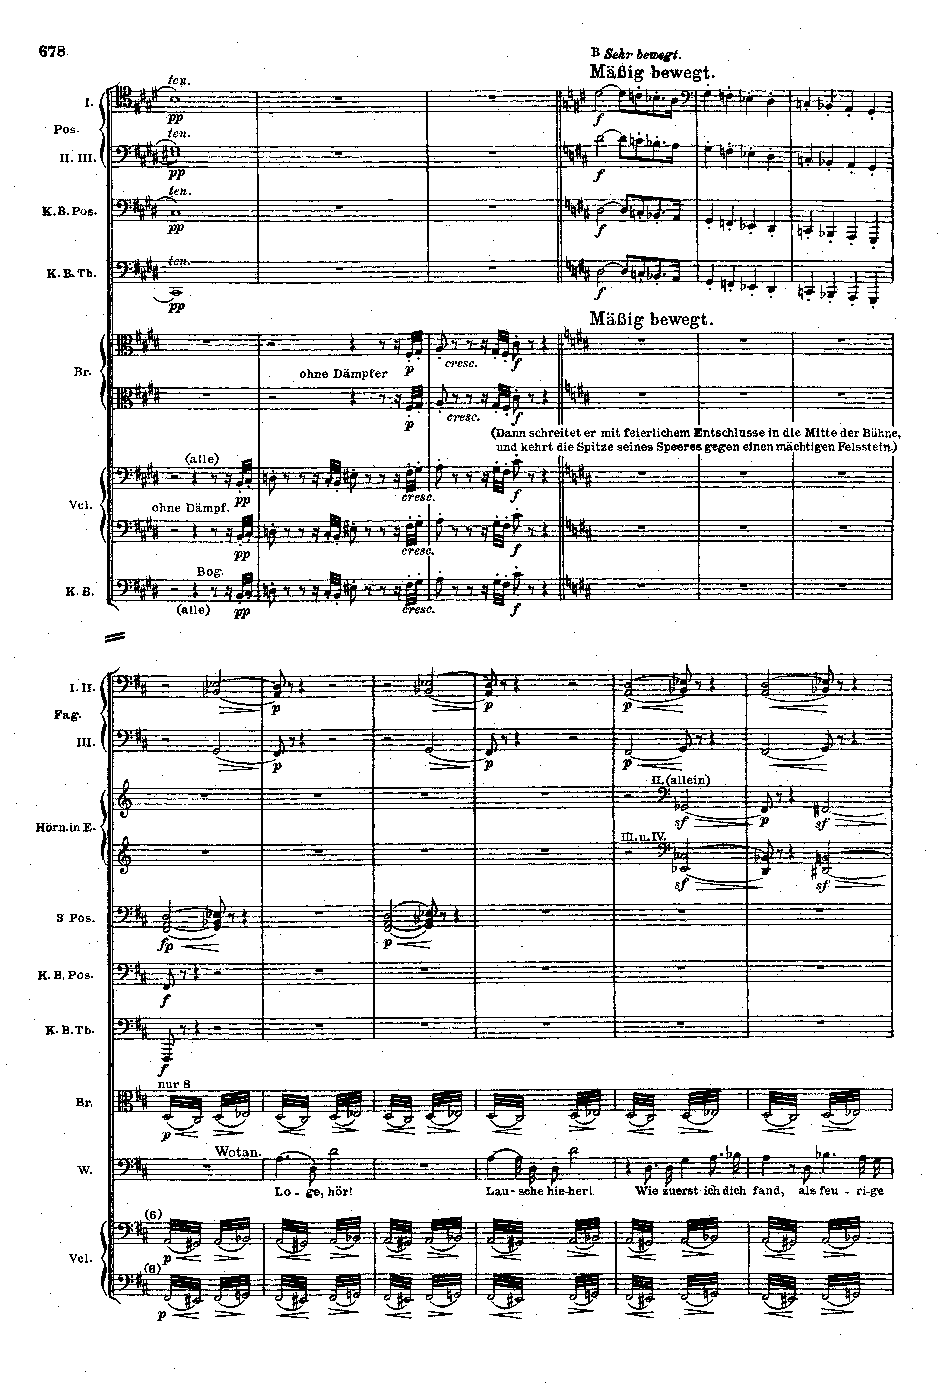 678
B Sehr bewegt.
Mäßig bewegt.
ten.
I.
pp
Pos.
ten.
II. III.
pp
ten.
K.B.Pos.
pp
f
f
f
ten.
K.B.Tb.
pp
f
Mäßig bewegt.
Br.
ohne Dämpfer
p
cresc.
f
p
cresc.
f
(Dann schreitet er mit feierlichem Entschlusse in die Mitte der Bühne,
und kehrt die Spitze seines Speeres gegen einen mächtigen Felsstein.)
(alle)
Vcl.
pp
cresc.
f
ohne Dämpf.
pp
cresc.
f
Bog.
K.B.
(alle)
pp
cresc.
f
I. II.
p
p
p
Fag.
III.
p
p
p
II. (allein)
sf
p
sf
Hörn. in E.
III. u. IV.
sf
sf
3 Pos.
fp
p
K.B.Pos.
f
K.B.Tb.
f
nur 8
Br.
p
Wotan.
W.
Lo - ge, hör! Lau - sche hieher! Wie zuerst ich dich fand, als feu - ri - ge
(6)
p
Vcl.
(6)
p